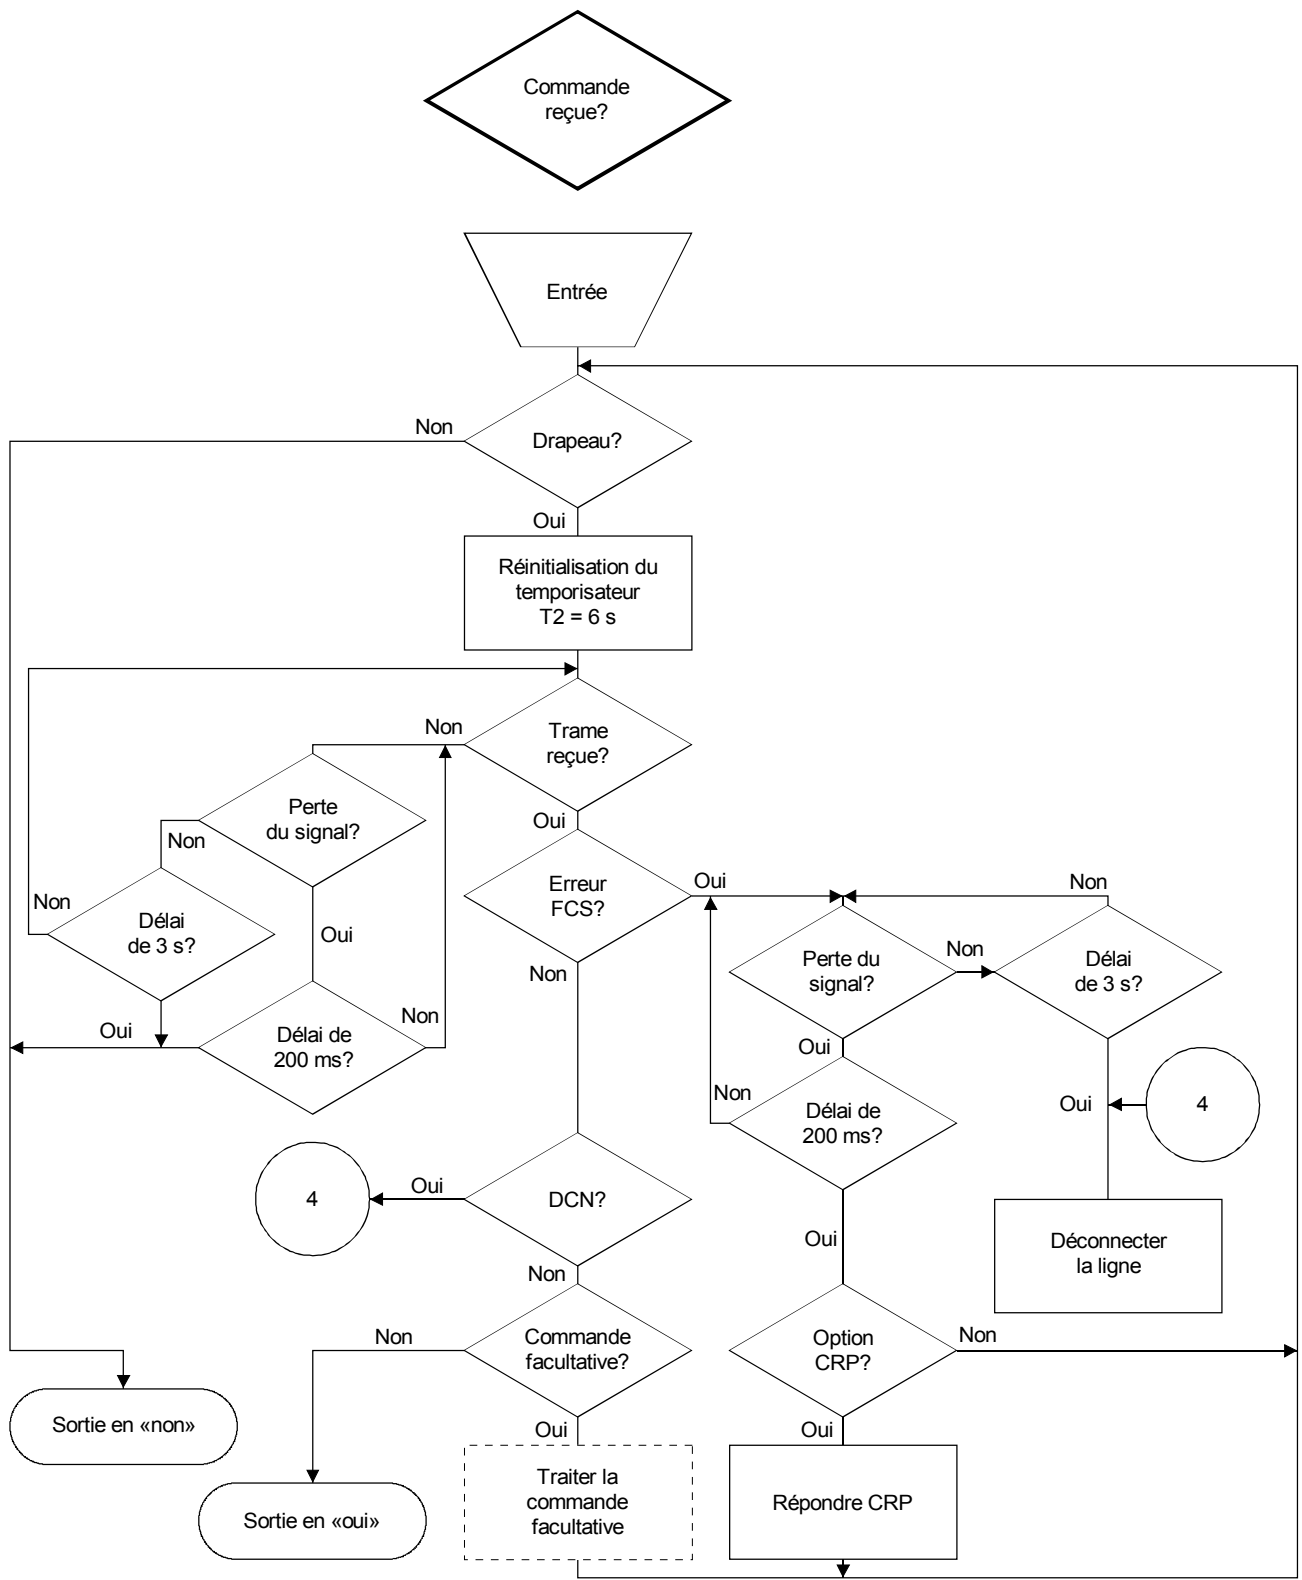 Commande
reçue?
Entrée
Non
Drapeau?
Oui
Réinitialisation du
temporisateur
T2 = 6 s
Non
Trame
reçue?
Oui
Perte
du signal?
Non
Oui
Non
Délai
de 3 s?
Oui
Délai de
200 ms?
Non
Erreur
FCS?
Oui
Non
Perte du
signal?
Non
Oui
Non
Délai
de 3 s?
Oui
4
Non
Délai de
200 ms?
Oui
4
Oui
DCN?
Non
Déconnecter
la ligne
Non
Commande
facultative?
Oui
Option
CRP?
Non
Oui
Sortie en «non»
Sortie en «oui»
Traiter la
commande
facultative
Répondre CRP